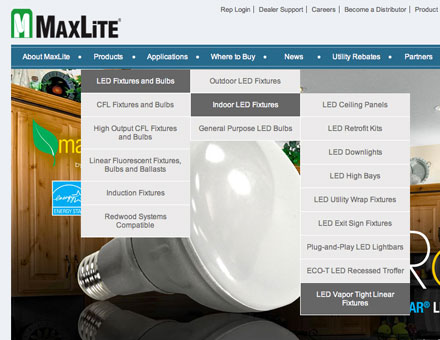 Rep Login | Dealer Support | Careers | Become a Distributor | Product
MAXLITE®
About MaxLite • Products • Applications • Where to Buy • News • Utility Rebates • Partners
LED Fixtures and Bulbs
CFL Fixtures and Bulbs
High Output CFL Fixtures
and Bulbs
Linear Fluorescent Fixtures,
Bulbs and Ballasts
Induction Fixtures
Redwood Systems
Compatible
Outdoor LED Fixtures
Indoor LED Fixtures
General Purpose LED Bulbs
LED Ceiling Panels
LED Retrofit Kits
LED Downlights
LED High Bays
LED Utility Wrap Fixtures
LED Exit Sign Fixtures
Plug-and-Play LED Lightbars
ECO-T LED Recessed Troffer
LED Vapor Tight Linear
Fixtures
ma
by
ENERGY STA
R
AR® L